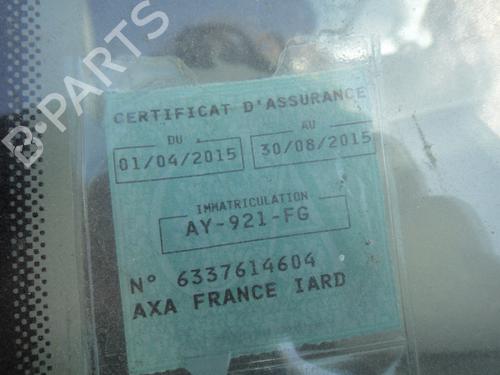 B-PARTS
CERTIFICAT D'ASSURANCE
DU AU
01/04/2015 30/08/2015
IMMATRICULATION
AY-921-FG
N° 6337614604
AXA FRANCE IARD